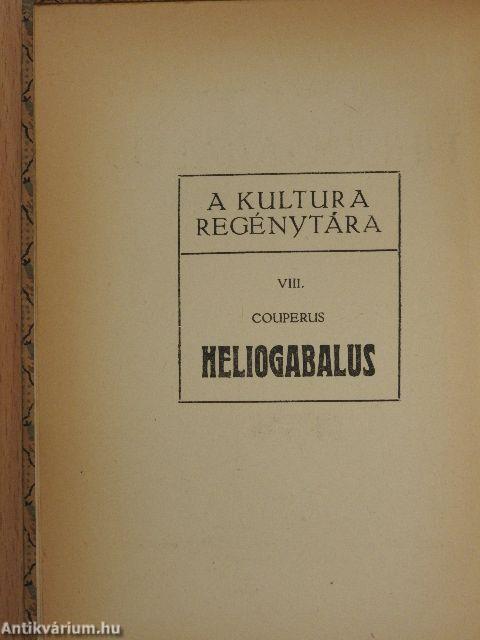 A KULTURA
REGÉNYTÁRA
VIII.
COUPERUS
HELIOGABALUS
Antikvárium.hu